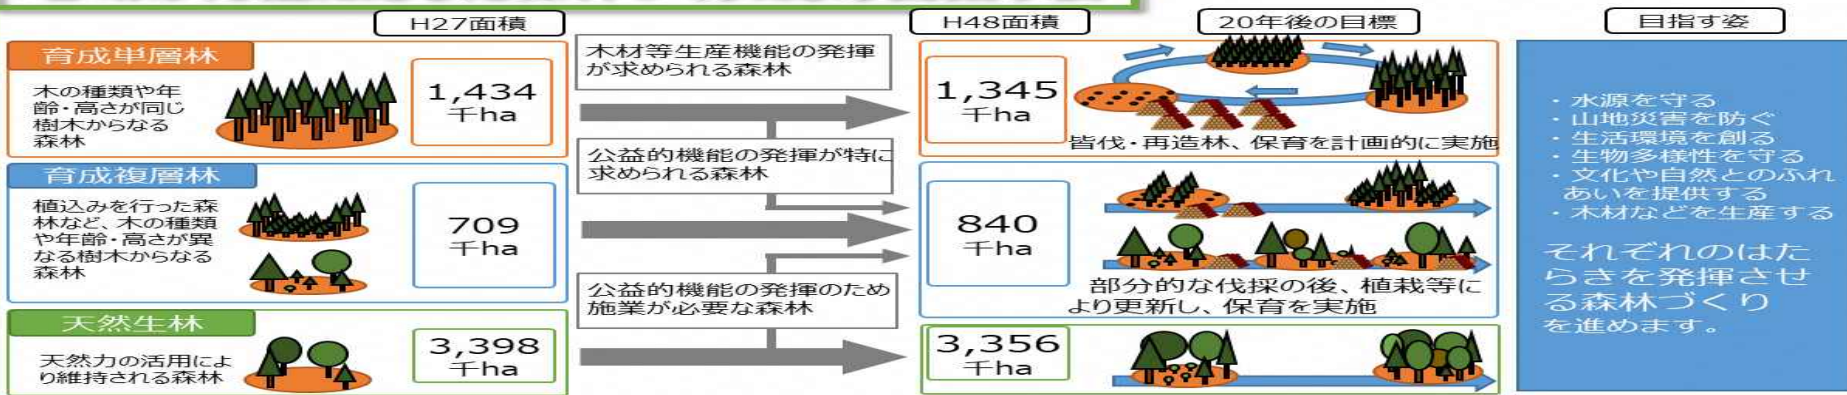 H27面積
H48面積
20年後の目標
目指す姿
育成単層林
木の種類や年
齢・高さが同じ
樹木からなる
森林
1,434
千ha
木材等生産機能の発揮
が求められる森林
1,345
千ha
皆伐・再造林、保育を計画的に実施
公益的機能の発揮が特に
求められる森林
育成複層林
植込みを行った森
林など、木の種類
や年齢・高さが異
なる樹木からなる
森林
709
千ha
840
千ha
部分的な伐採の後、植栽等に
より更新し、保育を実施
公益的機能の発揮のため
施業が必要な森林
天然生林
天然力の活用によ
り維持される森林
3,398
千ha
3,356
千ha
・水源を守る
・山地災害を防ぐ
・生活環境を創る
・生物多様性を守る
・文化や自然とのふれ
あいを提供する
・木材などを生産する
それぞれのはた
らきを発揮させ
る森林づくり
を進めます。